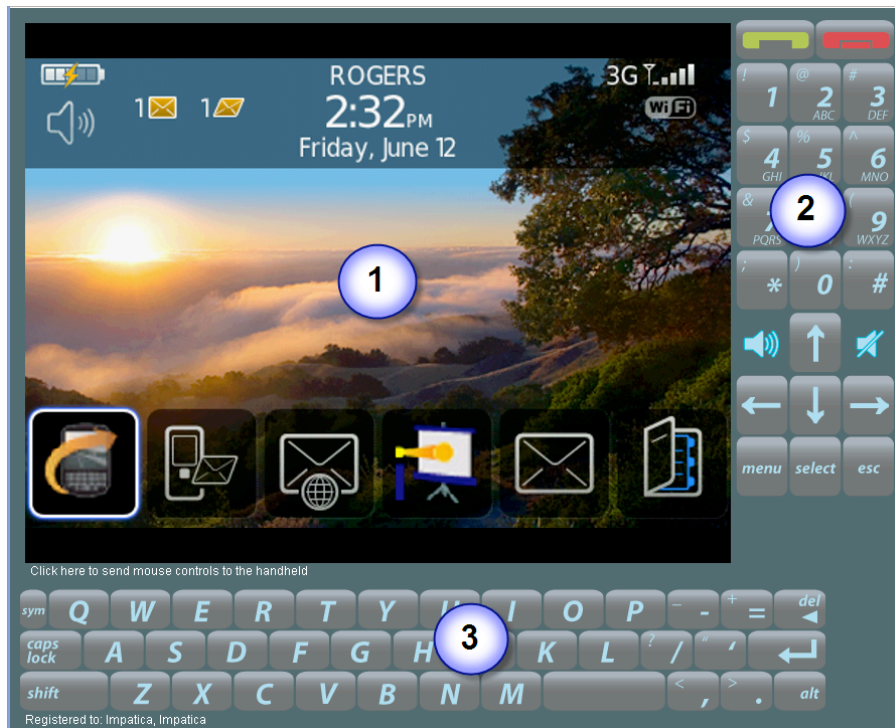 ROGERS
3G
1 1
2:32PM
WiFi
Friday, June 12
1
! 1
@ 2 ABC
# 3 DEF
$ 4 GHI
% 5
^ 6 MNO
& 7 PQRS
2
( 9 WXYZ
; *
) 0
: #
menu select esc
Click here to send mouse controls to the handheld
sym Q W E R T Y U I O P _ - + = del
3
caps lock A S D F G H K L ? / " ' 
shift Z X C V B N M < , > . alt
Registered to: Impatica, Impatica